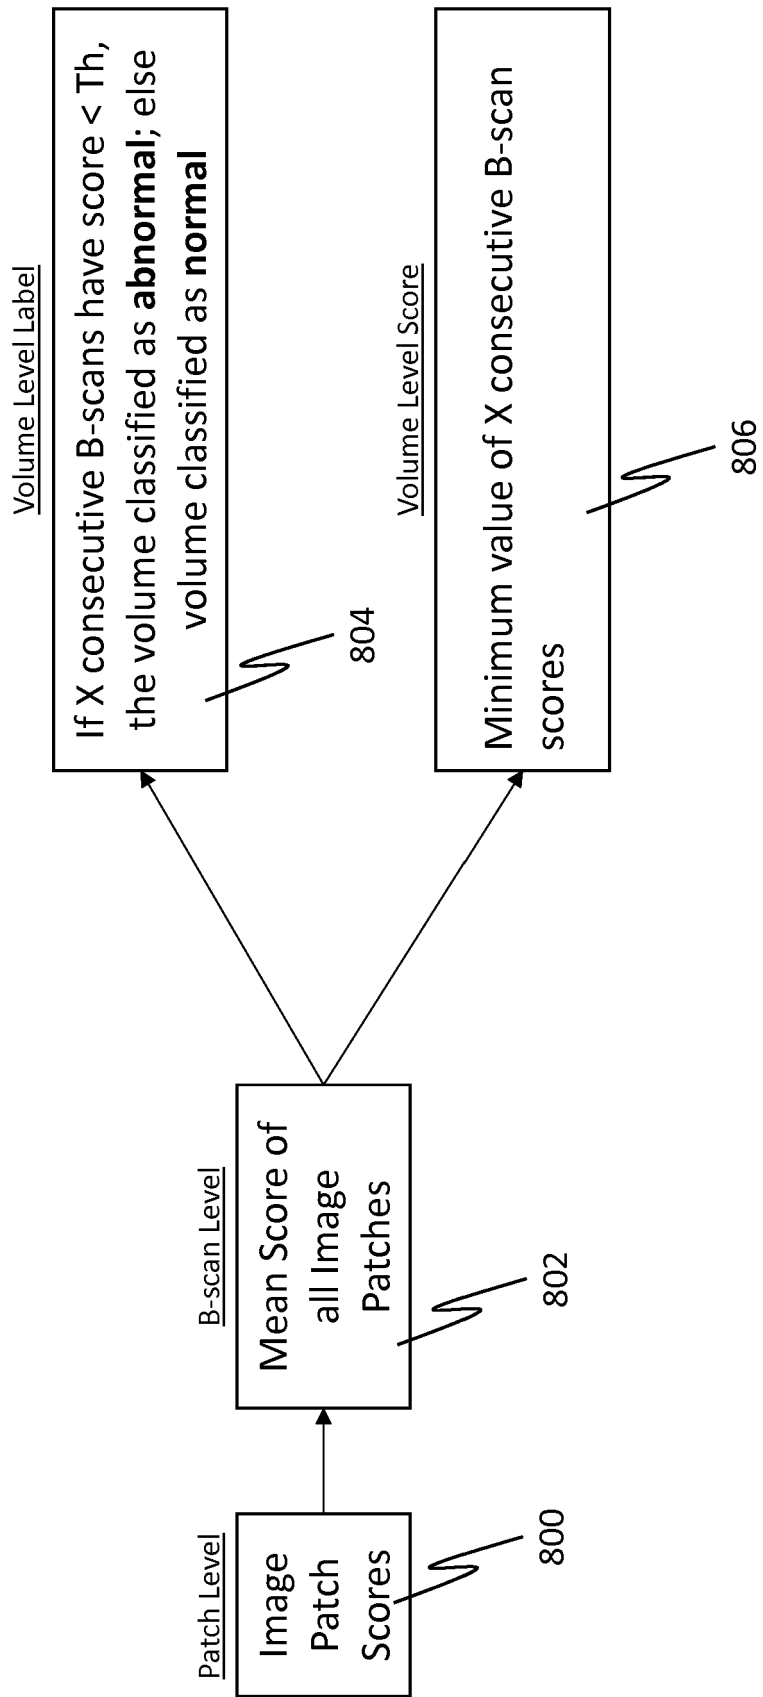 Patch Level
Image
Patch
Scores
800
B-scan Level
Mean Score of
all Image
Patches
802
Volume Level Label
If X consecutive B-scans have score < Th,
the volume classified as abnormal; else
volume classified as normal
804
Volume Level Score
Minimum value of X consecutive B-scan
scores
806